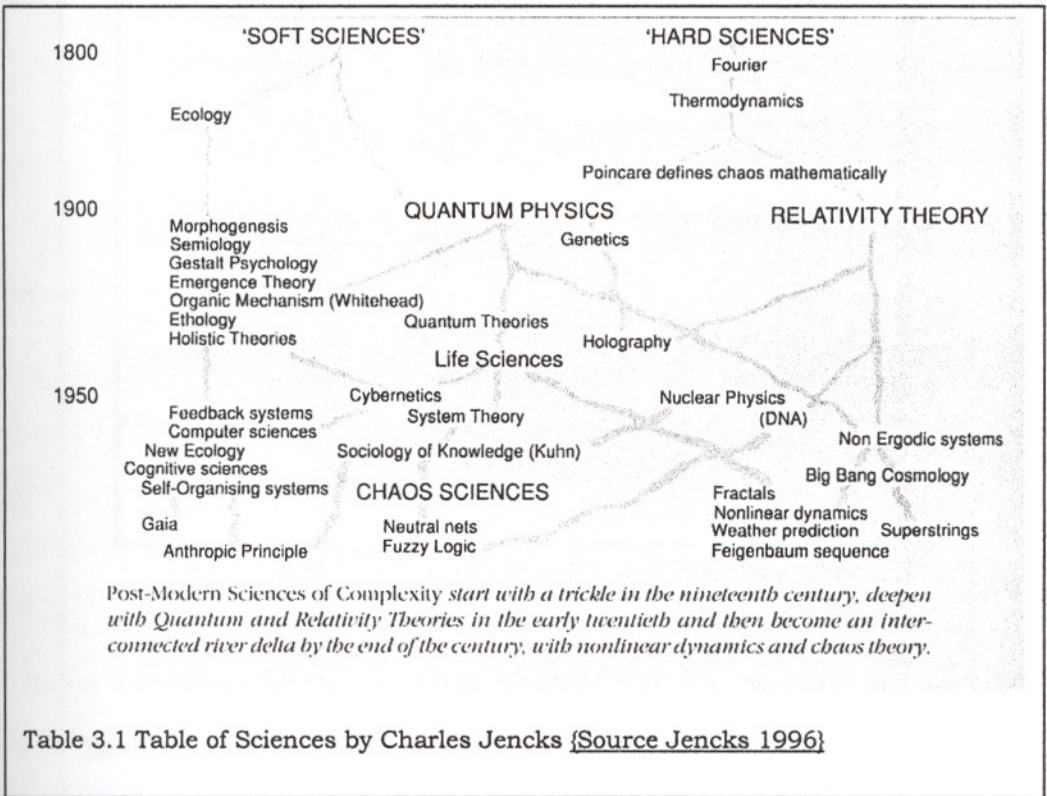 'SOFT SCIENCES' 'HARD SCIENCES'
1800
Fourier
Thermodynamics
Ecology
Poincare defines chaos mathematically
1900
QUANTUM PHYSICS
RELATIVITY THEORY
Genetics
Morphogenesis
Semiology
Gestalt Psychology
Emergence Theory
Organic Mechanism (Whitehead)
Ethology
Holistic Theories
Quantum Theories
Holography
Life Sciences
1950
Cybernetics
System Theory
Nuclear Physics
(DNA)
Feedback systems
Computer sciences
New Ecology
Cognitive sciences
Self-Organising systems
Sociology of Knowledge (Kuhn)
Non Ergodic systems
Big Bang Cosmology
CHAOS SCIENCES
Fractals
Nonlinear dynamics
Weather prediction
Feigenbaum sequence
Superstrings
Gaia
Anthropic Principle
Neutral nets
Fuzzy Logic
Post-Modern Sciences of Complexity start with a trickle in the nineteenth century, deepen
with Quantum and Relativity Theories in the early twentieth and then become an inter-
connected river delta by the end of the century, with nonlinear dynamics and chaos theory.
Table 3.1 Table of Sciences by Charles Jencks {Source Jencks 1996}